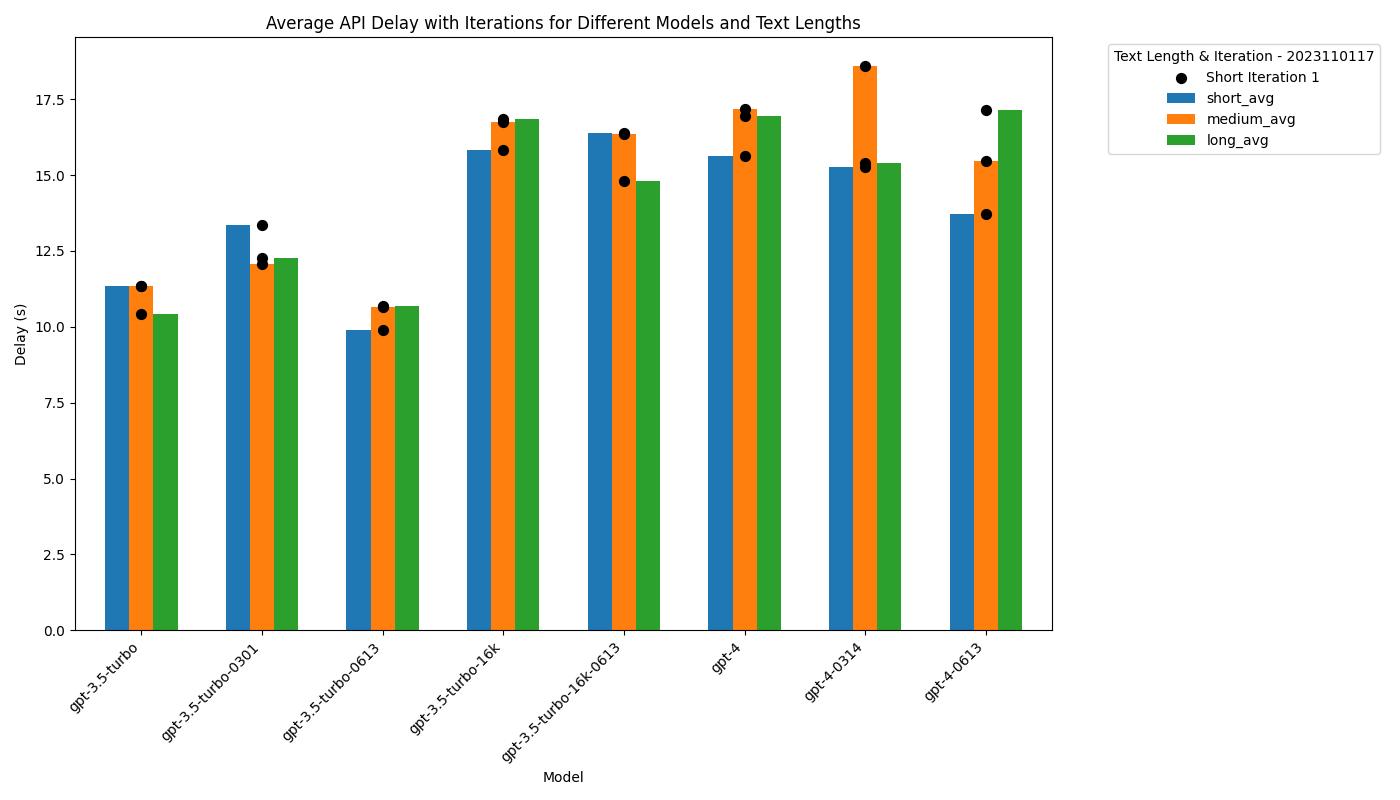 Average API Delay with Iterations for Different Models and Text Lengths
Text Length & Iteration - 2023110117
Short Iteration 1
short_avg
medium_avg
long_avg
Delay (s)
17.5
15.0
12.5
10.0
7.5
5.0
2.5
0.0
gpt-3.5-turbo
gpt-3.5-turbo-0301
gpt-3.5-turbo-0613
gpt-3.5-turbo-16k
gpt-3.5-turbo-16k-0613
gpt-4
gpt-4-0314
gpt-4-0613
Model